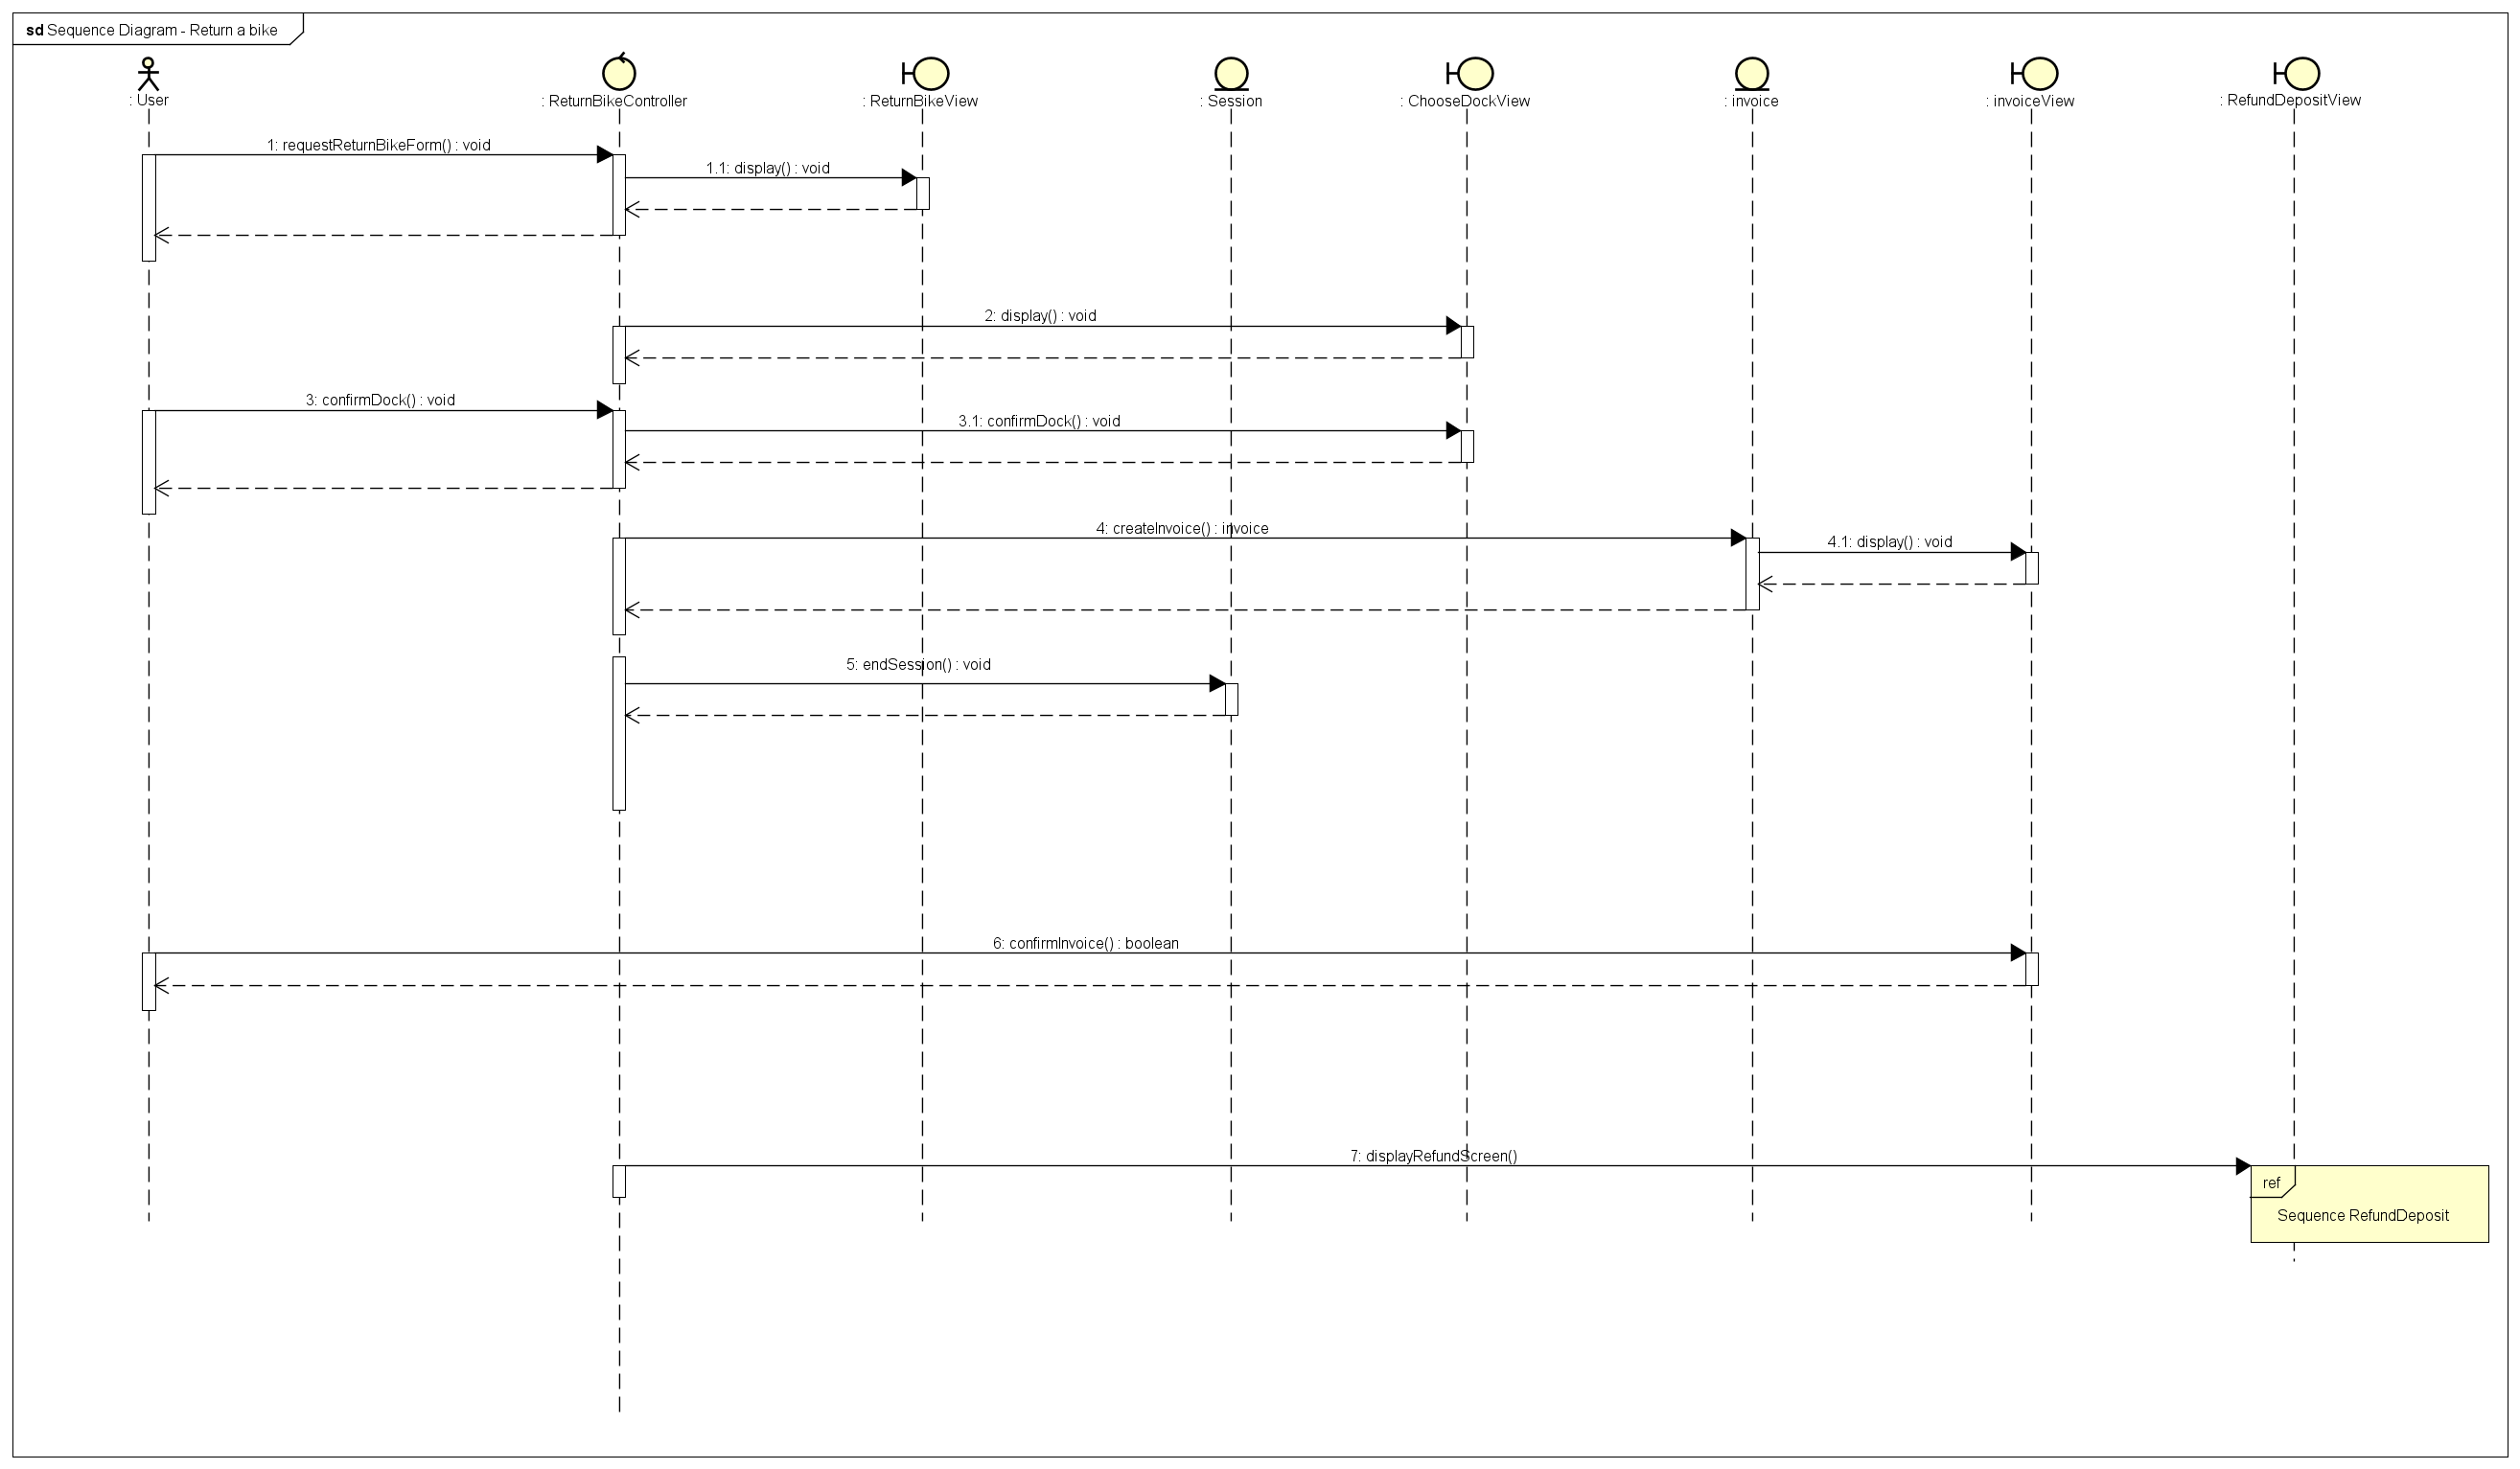 sd Sequence Diagram - Return a bike
: User
: ReturnBikeController
: ReturnBikeView
: Session
: ChooseDockView
: invoice
: invoiceView
: RefundDepositView
1: requestReturnBikeForm() : void
1.1: display() : void
2: display() : void
3: confirmDock() : void
3.1: confirmDock() : void
4: createInvoice() : invoice
4.1: display() : void
5: endSession() : void
6: confirmInvoice() : boolean
7: displayRefundScreen()
ref
Sequence RefundDeposit